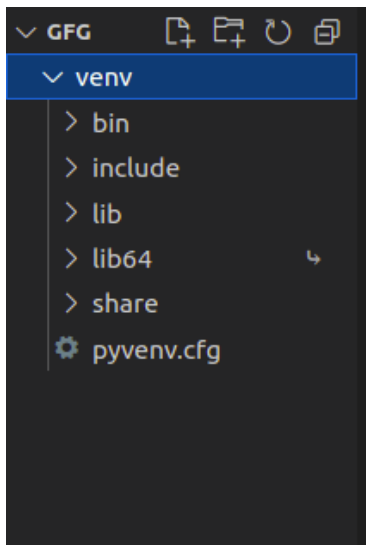 GFG
venv
bin
include
lib
lib64
share
pyvenv.cfg